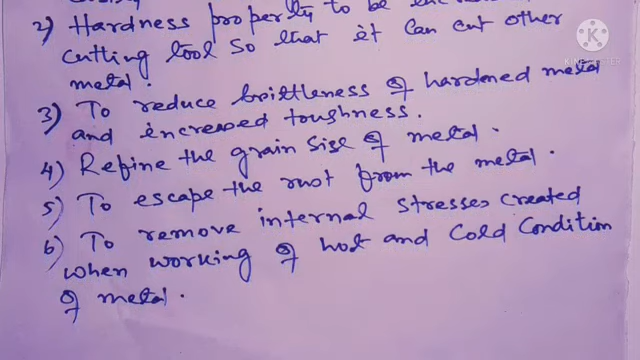 2) Hardness property to be
cutting tool so that it can cut other
metal.
3) To reduce brittleness of hardened metal
and increased toughness.
4) Refine the grain size of metal.
5) To escape the rust from the metal.
6) To remove internal stresses created
when working of hot and cold condition
of metal.
KINEMASTER